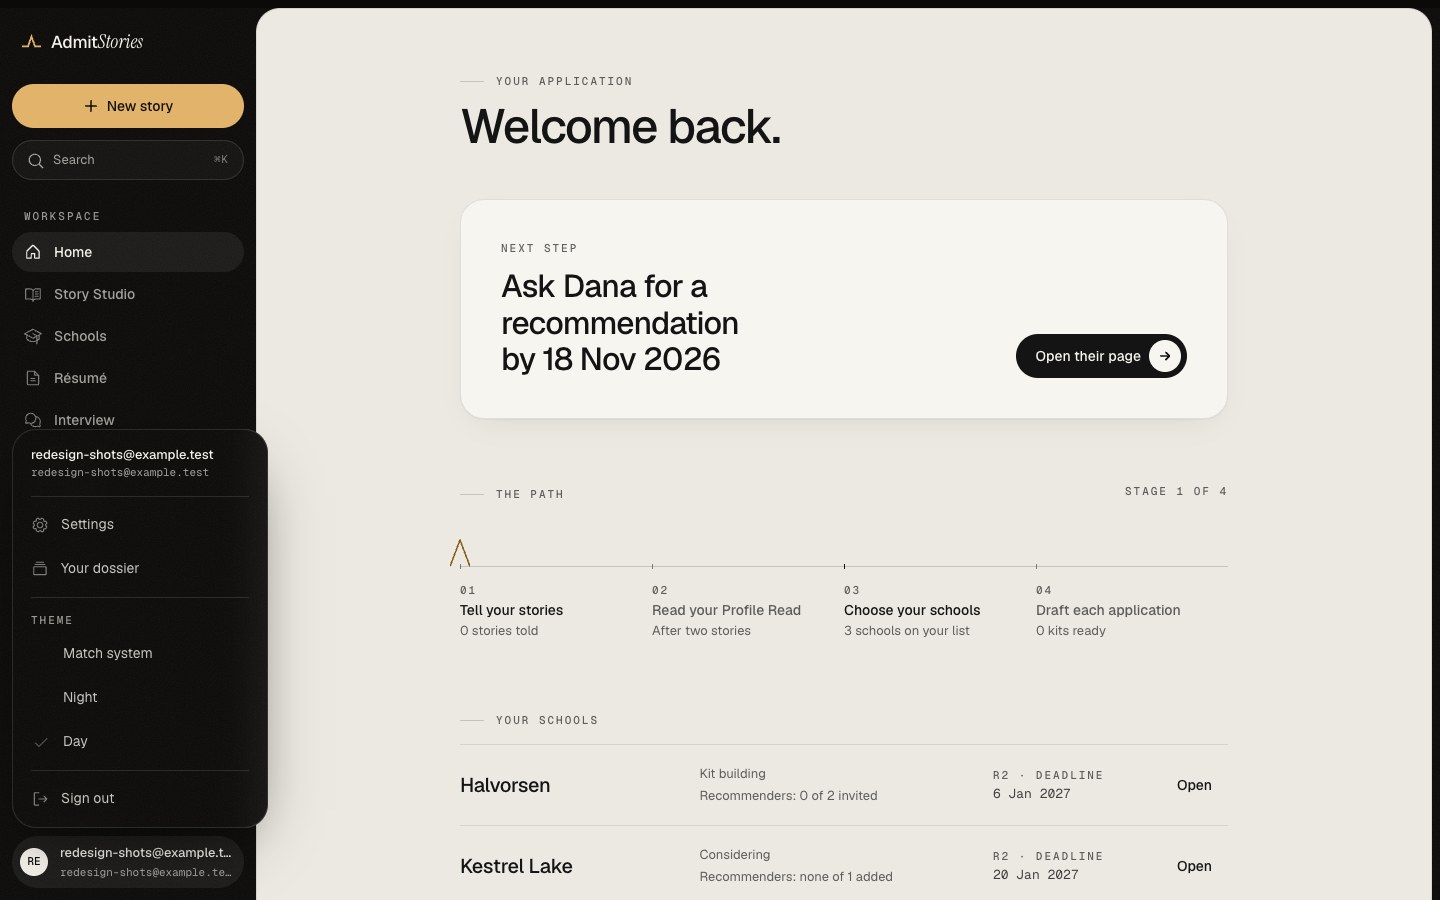 AdmitStories
New story
Search ⌘K
WORKSPACE
Home
Story Studio
Schools
Résumé
Interview
redesign-shots@example.test
redesign-shots@example.test
Settings
Your dossier
THEME
Match system
Night
Day
Sign out
RE
redesign-shots@example.t…
redesign-shots@example.te…
YOUR APPLICATION
Welcome back.
NEXT STEP
Ask Dana for a
recommendation
by 18 Nov 2026
Open their page
THE PATH
STAGE 1 OF 4
01
Tell your stories
0 stories told
02
Read your Profile Read
After two stories
03
Choose your schools
3 schools on your list
04
Draft each application
0 kits ready
YOUR SCHOOLS
Halvorsen
Kit building
Recommenders: 0 of 2 invited
R2 · DEADLINE
6 Jan 2027
Open
Kestrel Lake
Considering
Recommenders: none of 1 added
R2 · DEADLINE
20 Jan 2027
Open